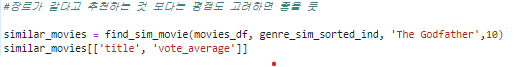 #장르가 같다고 추천하는 것 보다는 평점도 고려하면 좋을 듯
similar_movies = find_sim_movie(movies_df, genre_sim_sorted_ind, 'The Godfather',10)
similar_movies[['title', 'vote_average']]